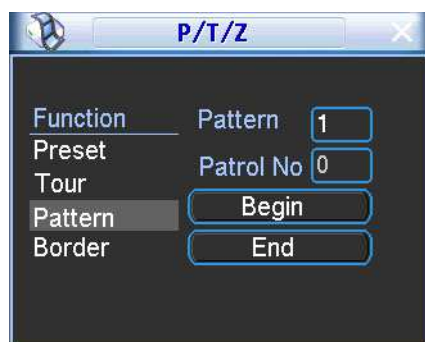 P/T/Z
Function
Preset
Tour
Pattern
Border
Pattern 1
Patrol No 0
Begin
End